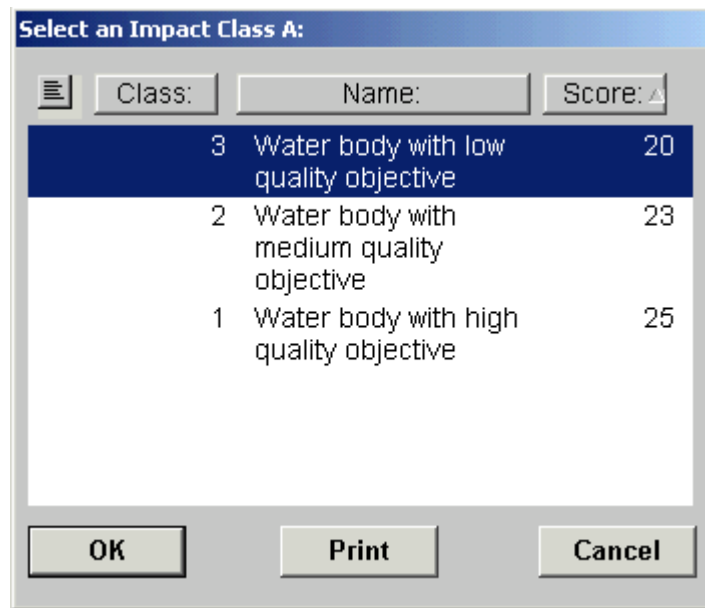 Select an Impact Class A:
Class: Name: Score:
3 Water body with low 20
quality objective
2 Water body with 23
medium quality
objective
1 Water body with high 25
quality objective
OK Print Cancel